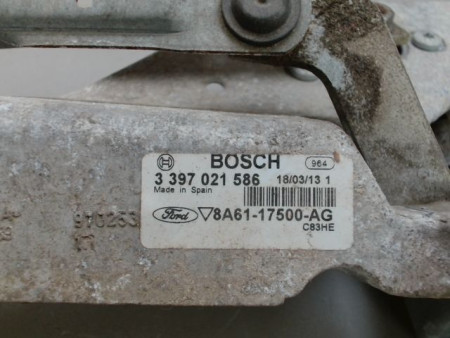 BOSCH 964
3 397 021 586 18/03/13 1
Made in Spain
Ford 8A61-17500-AG
C83HE